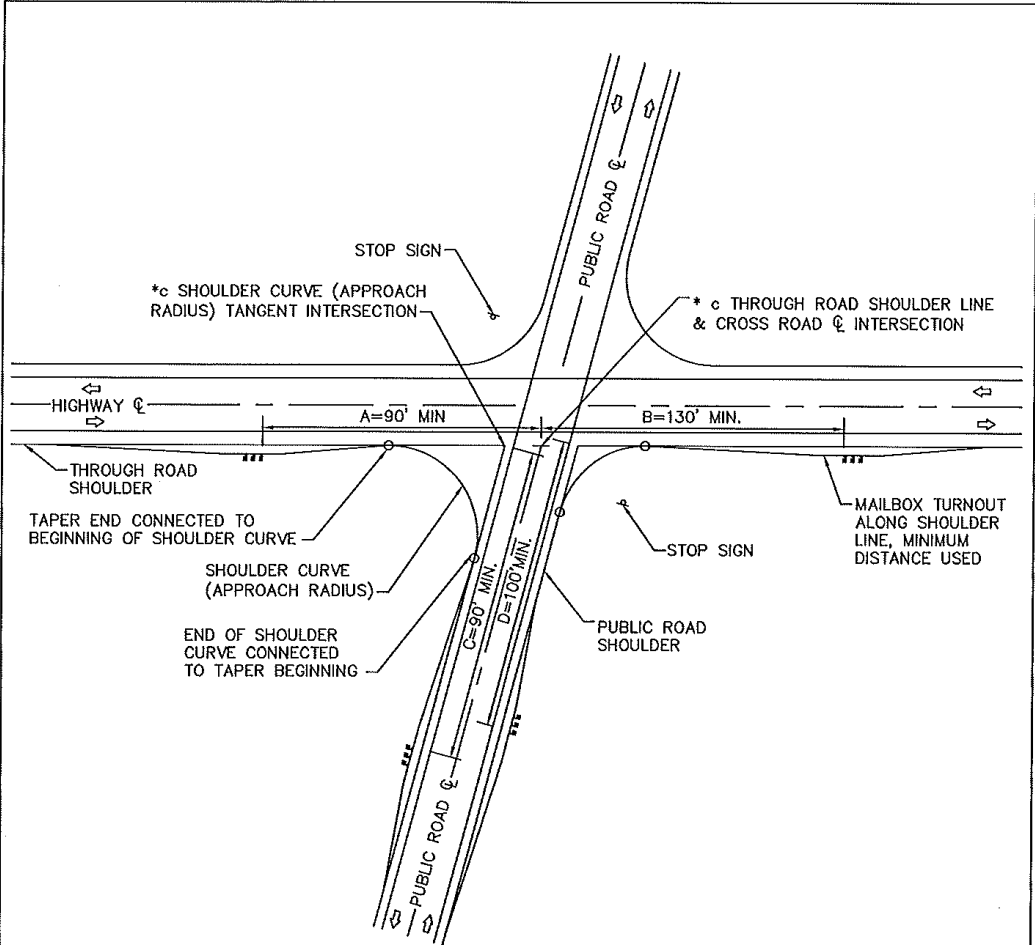 PUBLIC ROAD ℄
STOP SIGN
*c SHOULDER CURVE (APPROACH
RADIUS) TANGENT INTERSECTION
* c THROUGH ROAD SHOULDER LINE
& CROSS ROAD ℄ INTERSECTION
HIGHWAY ℄
A=90' MIN
B=130' MIN.
THROUGH ROAD
SHOULDER
TAPER END CONNECTED TO
BEGINNING OF SHOULDER CURVE
MAILBOX TURNOUT
ALONG SHOULDER
LINE, MINIMUM
DISTANCE USED
STOP SIGN
SHOULDER CURVE
(APPROACH RADIUS)
C=90' MIN.
D=100'MIN.
END OF SHOULDER
CURVE CONNECTED
TO TAPER BEGINNING
PUBLIC ROAD
SHOULDER
PUBLIC ROAD ℄